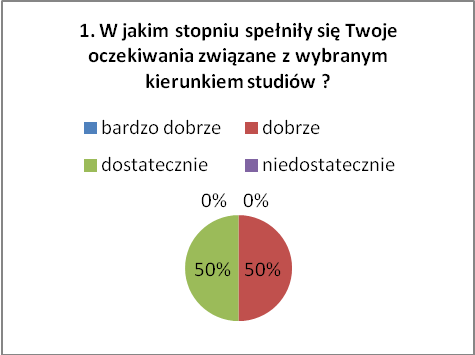 1. W jakim stopniu spełniły się Twoje
oczekiwania związane z wybranym
kierunkiem studiów ?
bardzo dobrze dobrze
dostatecznie niedostatecznie
0% 0%
50% 50%